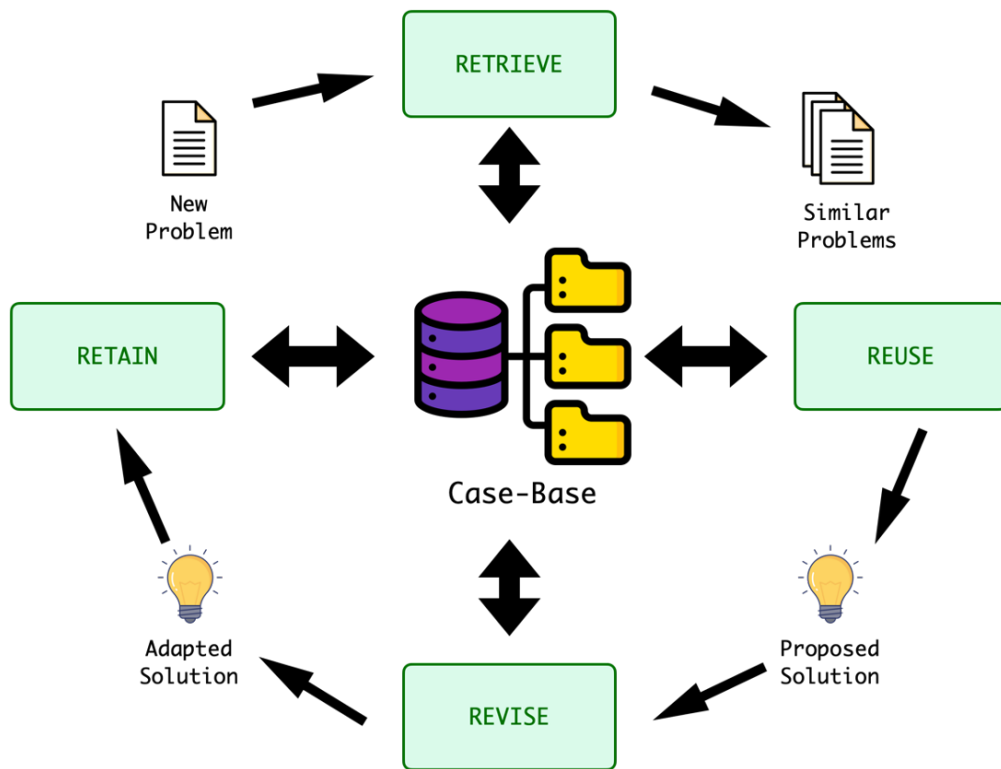 RETRIEVE
New
Problem
Similar
Problems
RETAIN
REUSE
Case-Base
Adapted
Solution
Proposed
Solution
REVISE